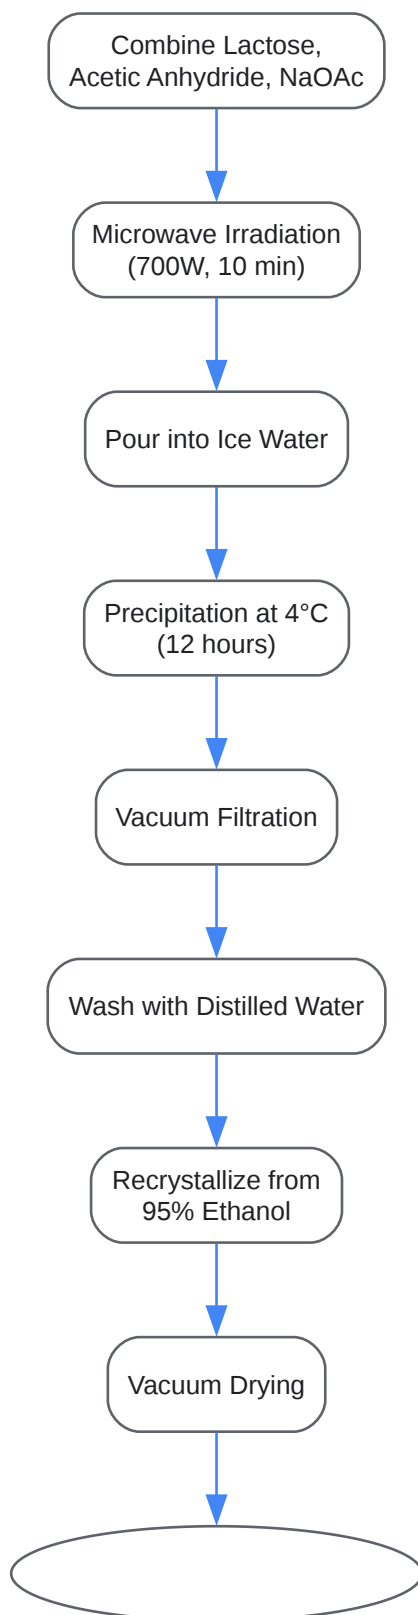 Combine Lactose,
Acetic Anhydride, NaOAc
Microwave Irradiation
(700W, 10 min)
Pour into Ice Water
Precipitation at 4°C
(12 hours)
Vacuum Filtration
Wash with Distilled Water
Recrystallize from
95% Ethanol
Vacuum Drying